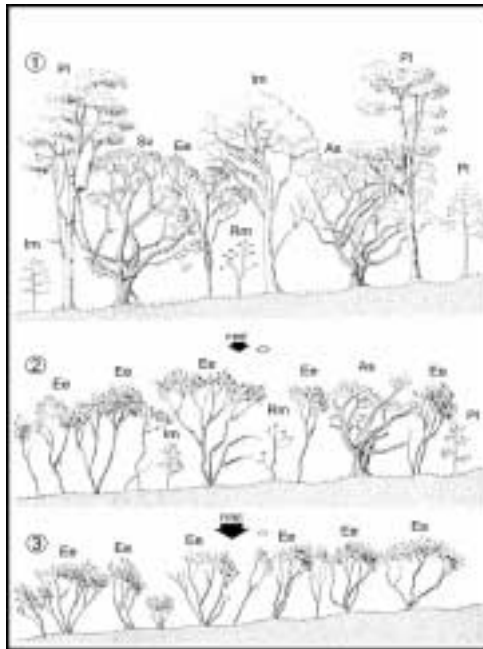 ①
Pl Im Pl
Sv Ee As
Pl
Im Rm
FIRE
②
Ee Ee Ee Ee As Ee
Im Rm Pl
FIRE
③
Ee Ee Ee Ee Ee Ee